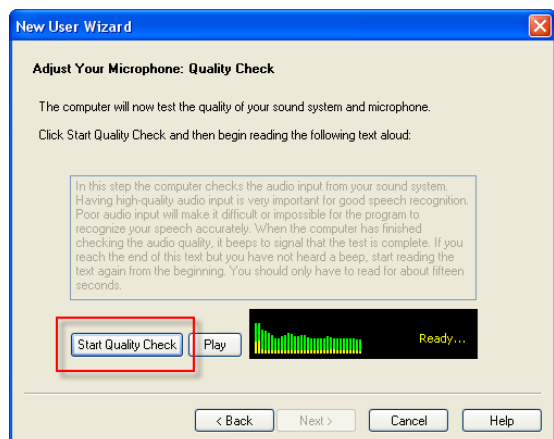 New User Wizard
Adjust Your Microphone: Quality Check
The computer will now test the quality of your sound system and microphone.
Click Start Quality Check and then begin reading the following text aloud:
In this step the computer checks the audio input from your sound system.
Having high-quality audio input is very important for good speech recognition.
Poor audio input will make it difficult or impossible for the program to
recognize your speech accurately. When the computer has finished
checking the audio quality, it beeps to signal that the test is complete. If you
reach the end of this text but you have not heard a beep, start reading the
text again from the beginning. You should only have to read for about fifteen
seconds.
Start Quality Check Play Ready...
< Back Next > Cancel Help